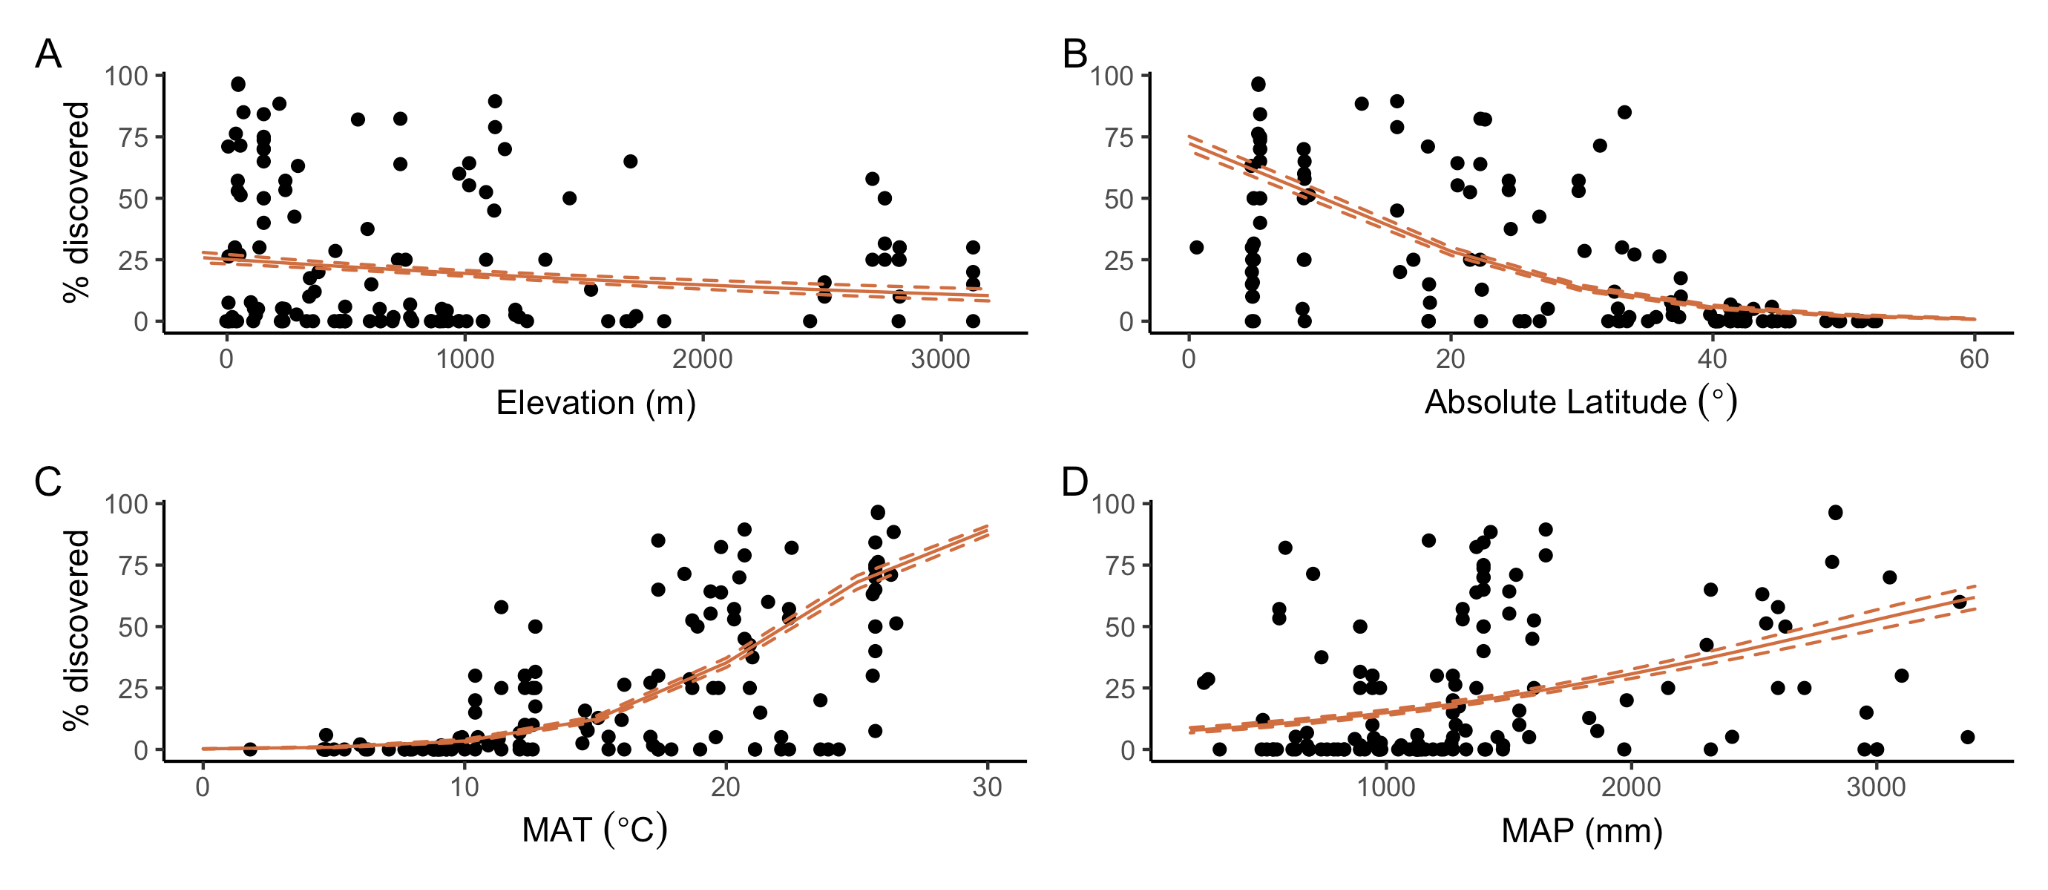 A
% discovered
100
75
50
25
0
0 1000 2000 3000
Elevation (m)
B
100
75
50
25
0
0 20 40 60
Absolute Latitude (°)
C
% discovered
100
75
50
25
0
0 10 20 30
MAT (°C)
D
100
75
50
25
0
1000 2000 3000
MAP (mm)